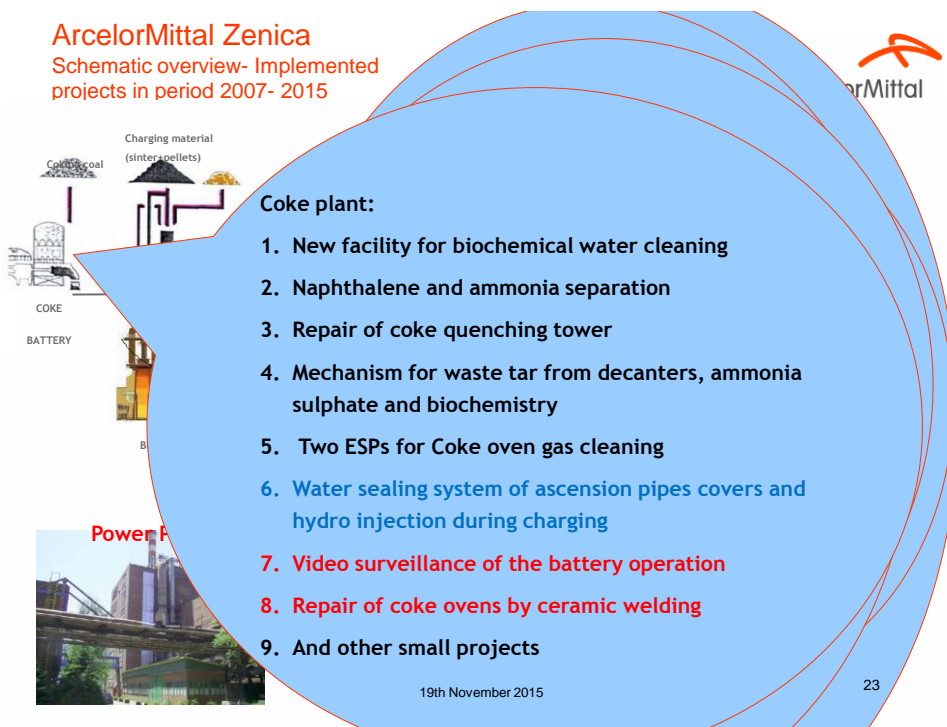 ArcelorMittal Zenica
Schematic overview- Implemented
projects in period 2007- 2015
orMittal
Charging material
(sinter+pellets)
coal
COKE
BATTERY
Coke plant:
1. New facility for biochemical water cleaning
2. Naphthalene and ammonia separation
3. Repair of coke quenching tower
4. Mechanism for waste tar from decanters, ammonia
sulphate and biochemistry
5. Two ESPs for Coke oven gas cleaning
6. Water sealing system of ascension pipes covers and
hydro injection during charging
7. Video surveillance of the battery operation
8. Repair of coke ovens by ceramic welding
9. And other small projects
B
Power P
19th November 2015
23